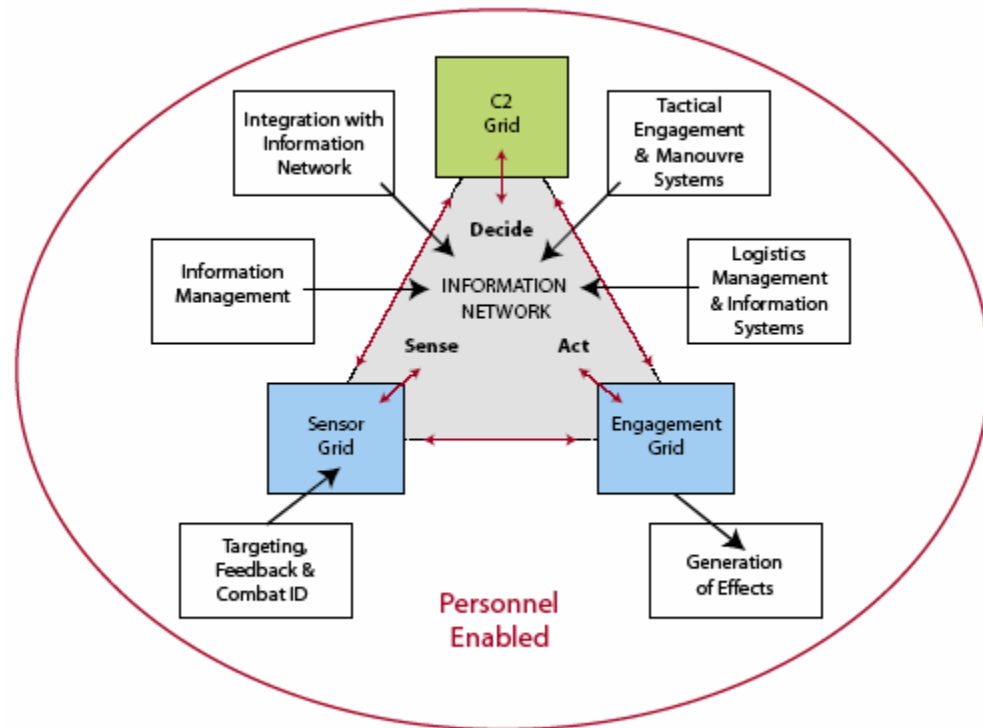 C2
Grid
Integration with
Information
Network
Tactical
Engagement
& Manouvre
Systems
Decide
Information
Management
INFORMATION
NETWORK
Logistics
Management
& Information
Systems
Sense
Act
Sensor
Grid
Engagement
Grid
Targeting,
Feedback &
Combat ID
Generation
of Effects
Personnel
Enabled